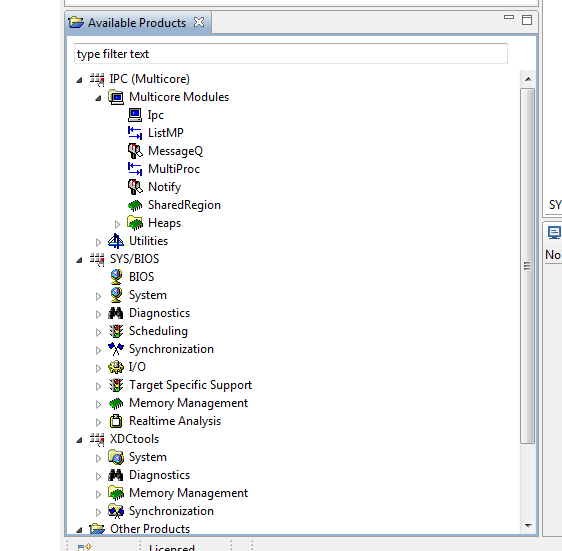 Available Products
type filter text
IPC (Multicore)
Multicore Modules
Ipc
ListMP
MessageQ
MultiProc
Notify
SharedRegion
Heaps
Utilities
SYS/BIOS
BIOS
System
Diagnostics
Scheduling
Synchronization
I/O
Target Specific Support
Memory Management
Realtime Analysis
XDCtools
System
Diagnostics
Memory Management
Synchronization
Other Products
Licensed
SY
No